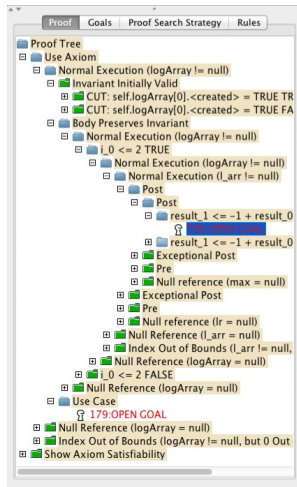 Proof Goals Proof Search Strategy Rules
Proof Tree
Use Axiom
Normal Execution (logArray != null)
Invariant Initially Valid
CUT: self.logArray[0].<created> = TRUE TR
CUT: self.logArray[0].<created> = TRUE FA
Body Preserves Invariant
Normal Execution (logArray != null)
i_0 <= 2 TRUE
Normal Execution (logArray != null)
Normal Execution (l_arr != null)
Post
Post
result_1 <= -1 + result_0
OPEN GOAL
result_1 <= -1 + result_0
Exceptional Post
Pre
Null reference (max = null)
Exceptional Post
Pre
Null reference (lr = null)
Null Reference (l_arr = null)
Index Out of Bounds (l_arr != null,
Null Reference (logArray = null)
i_0 <= 2 FALSE
Null Reference (logArray = null)
Use Case
179:OPEN GOAL
Null Reference (logArray = null)
Index Out of Bounds (logArray != null, but 0 Out
Show Axiom Satisfiability